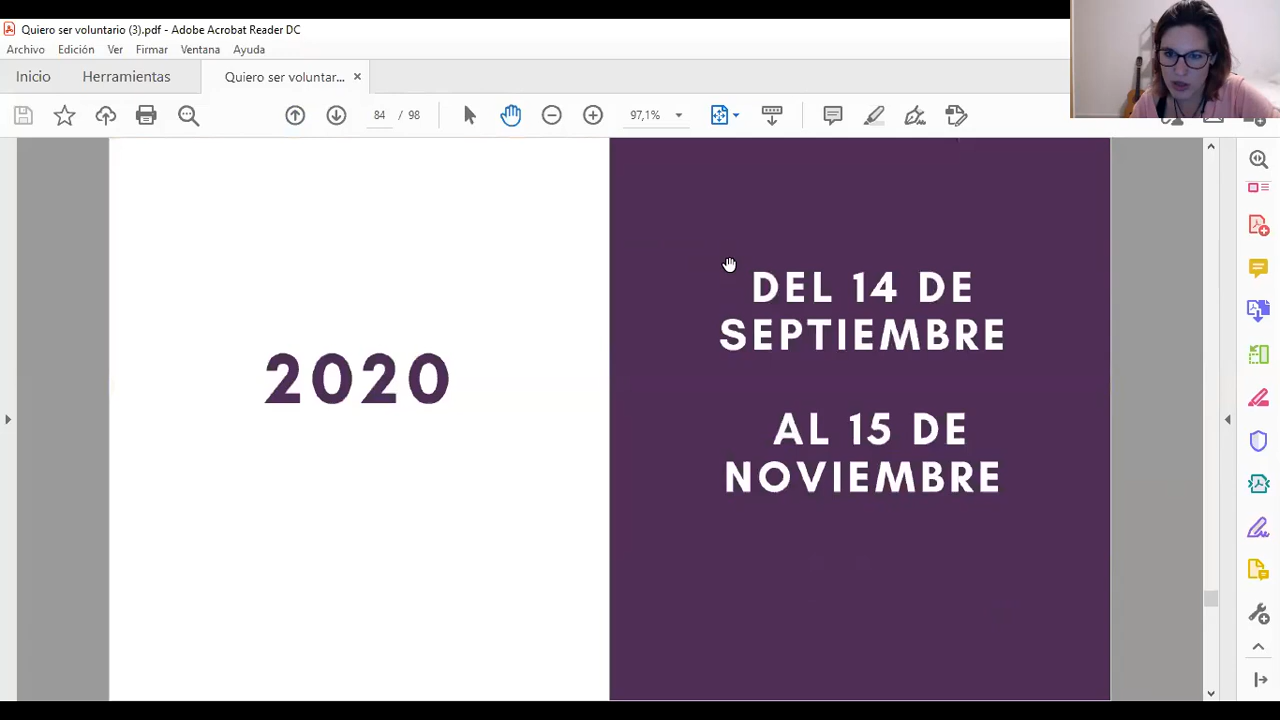 Quiero ser voluntario (3).pdf - Adobe Acrobat Reader DC
Archivo Edición Ver Firmar Ventana Ayuda
Inicio Herramientas Quiero ser voluntar... ×
84 / 98 97,1%
2020
DEL 14 DE
SEPTIEMBRE
AL 15 DE
NOVIEMBRE